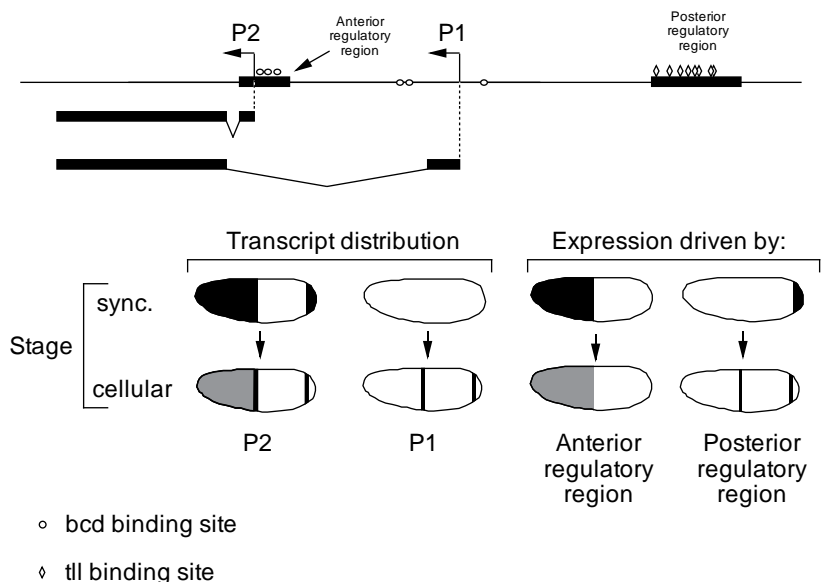 P2
Anterior
regulatory
region
P1
Posterior
regulatory
region
Transcript distribution
Expression driven by:
Stage
sync.
cellular
P2
P1
Anterior
regulatory
region
Posterior
regulatory
region
bcd binding site
tll binding site